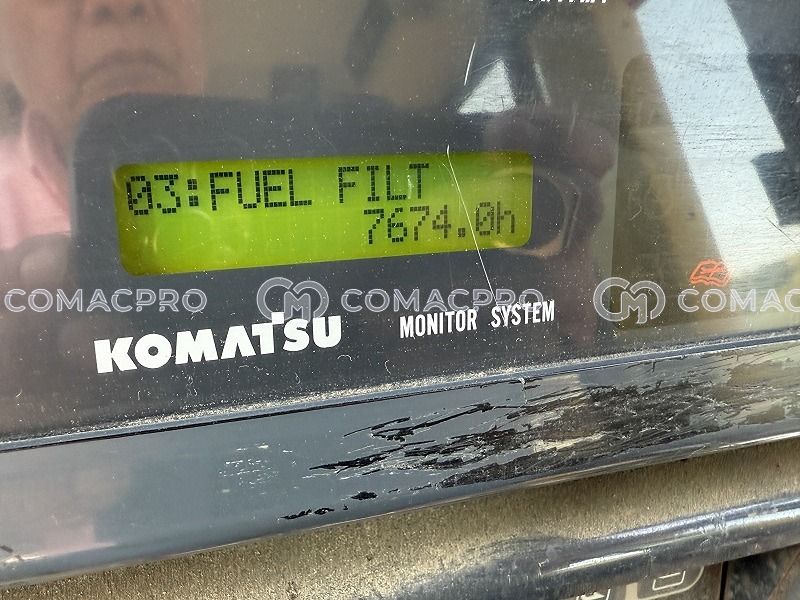 03:FUEL FILT
7674.0h
COMACPRO COMACPRO COMACPRO
KOMATSU MONITOR SYSTEM